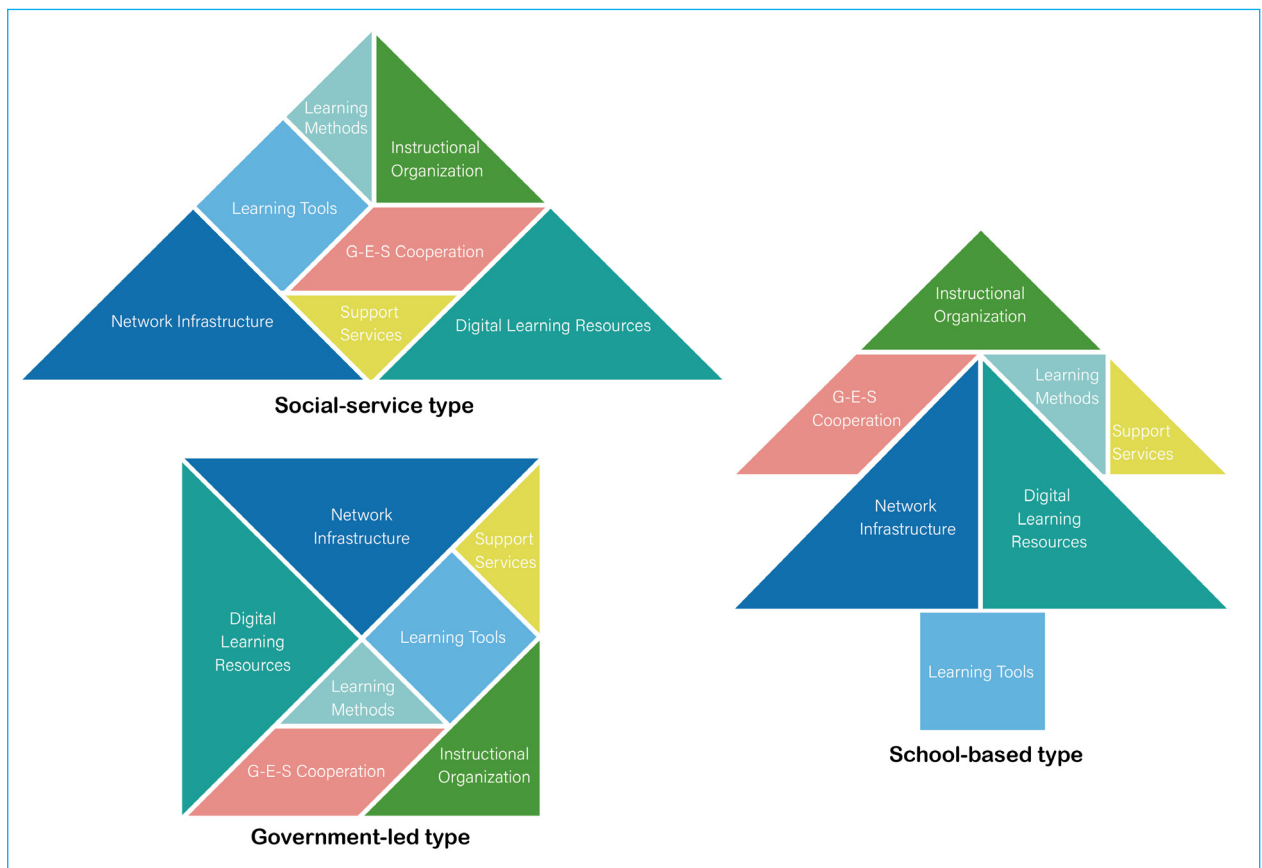 Learning
Methods
Instructional
Organization
Learning Tools
G-E-S Cooperation
Network Infrastructure
Support
Services
Digital Learning Resources
Social-service type
Instructional
Organization
G-E-S
Cooperation
Learning
Methods
Support
Services
Network
Infrastructure
Digital
Learning
Resources
Learning Tools
School-based type
Network
Infrastructure
Support
Services
Digital
Learning
Resources
Learning Tools
Learning
Methods
G-E-S Cooperation
Instructional
Organization
Government-led type